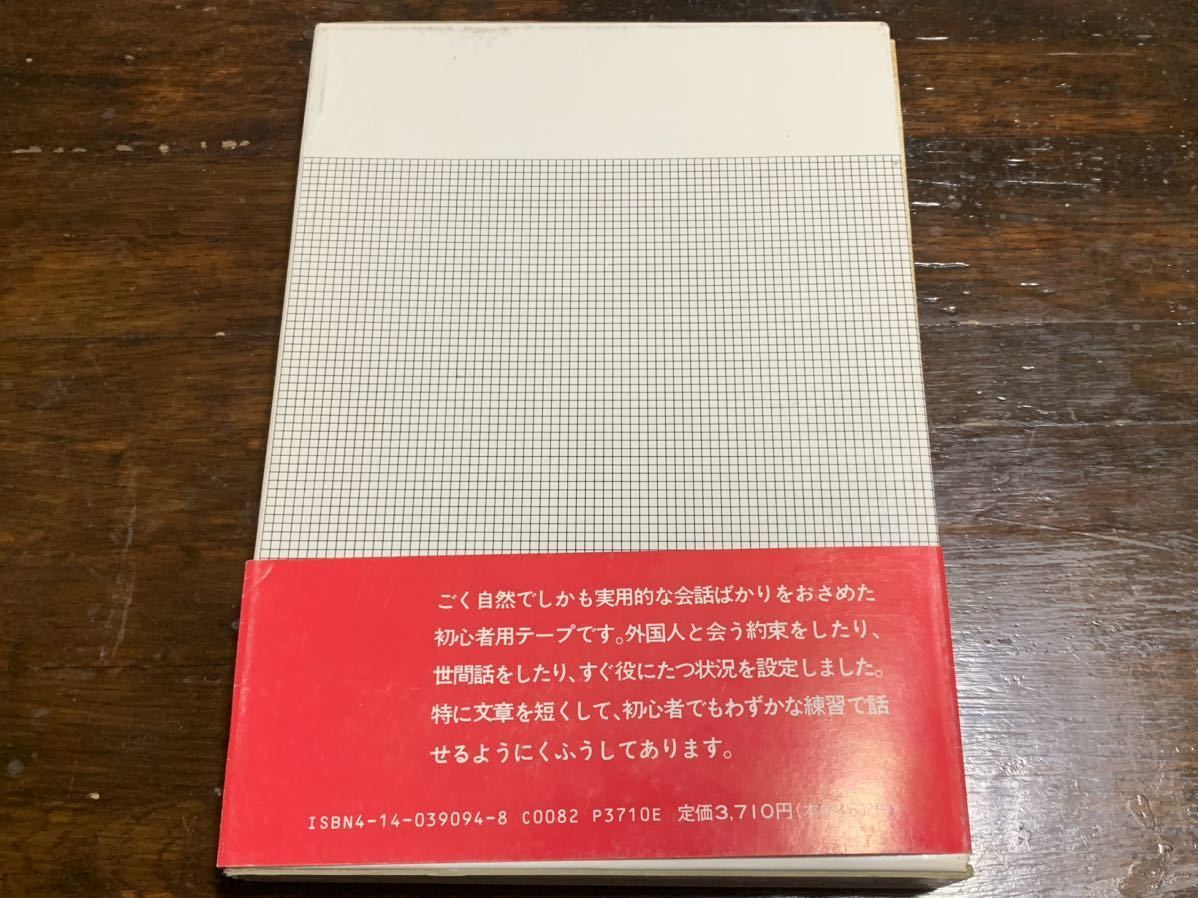 ごく自然でしかも実用的な会話ばかりをおさめた
初心者用テープです。外国人と会う約束をしたり、
世間話をしたり、すぐ役にたつ状況を設定しました。
特に文章を短くして、初心者でもわずかな練習で話
せるようにくふうしてあります。
ISBN4-14-039094-8 C0082 P3710E 定価3,710円